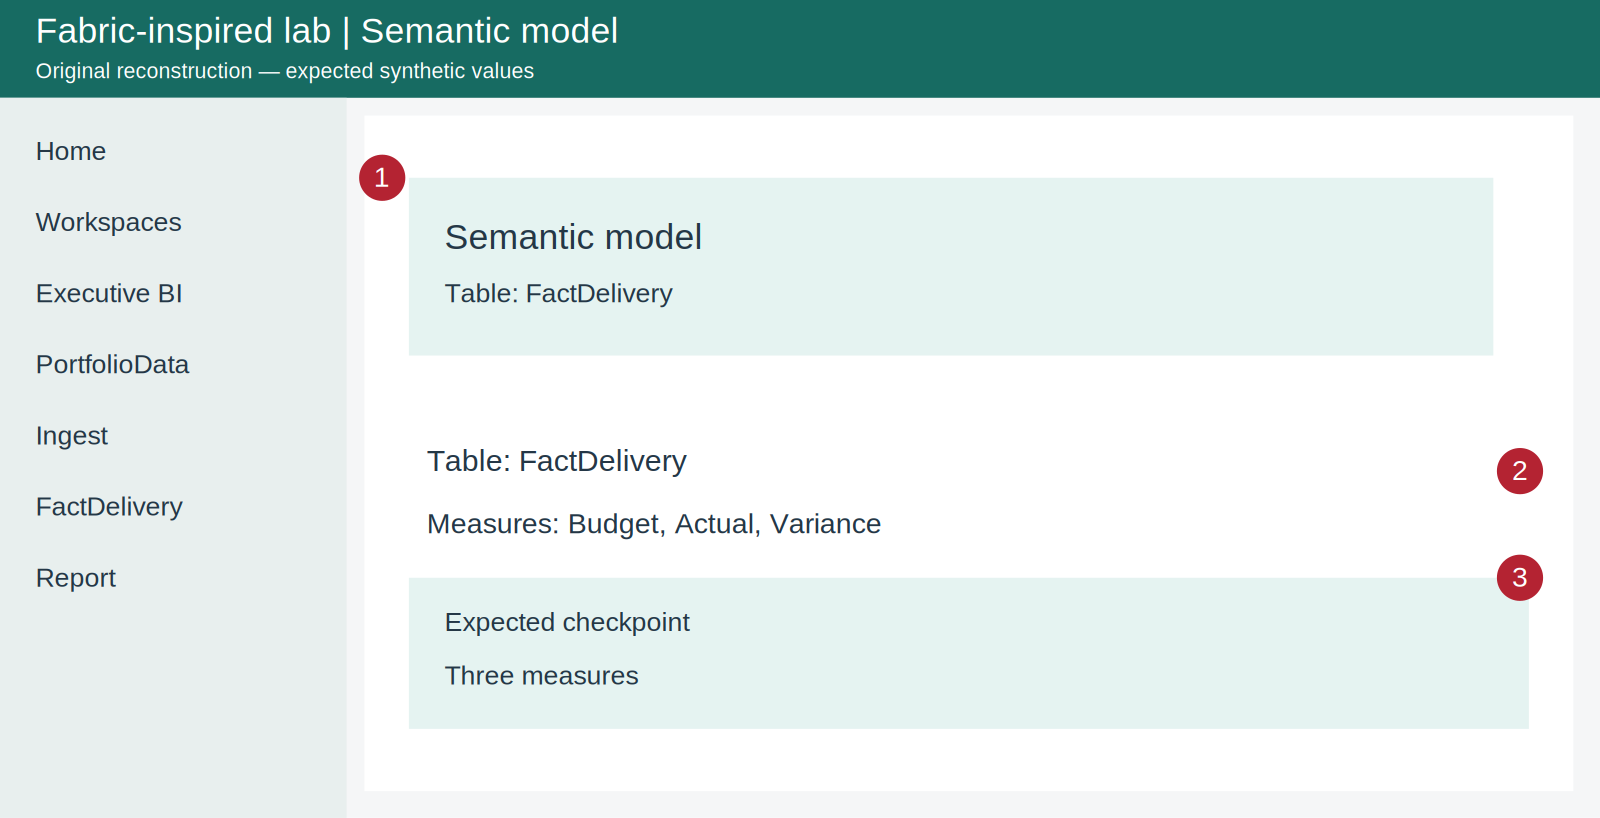 Fabric-inspired lab | Semantic model
Original reconstruction — expected synthetic values
Home
Workspaces
Executive BI
PortfolioData
Ingest
FactDelivery
Report
1
Semantic model
Table: FactDelivery
Table: FactDelivery
2
Measures: Budget, Actual, Variance
3
Expected checkpoint
Three measures